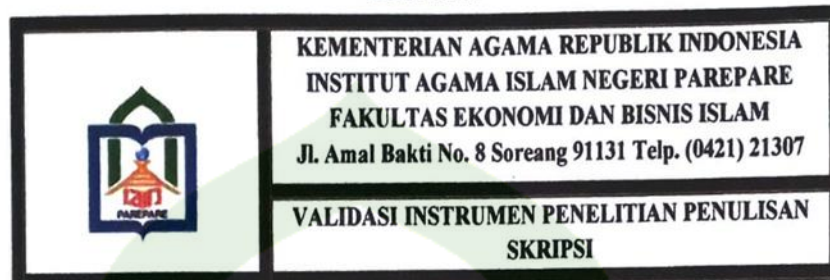 IAIN
PAREPARE
KEMENTERIAN AGAMA REPUBLIK INDONESIA
INSTITUT AGAMA ISLAM NEGERI PAREPARE
FAKULTAS EKONOMI DAN BISNIS ISLAM
Jl. Amal Bakti No. 8 Soreang 91131 Telp. (0421) 21307
VALIDASI INSTRUMEN PENELITIAN PENULISAN
SKRIPSI